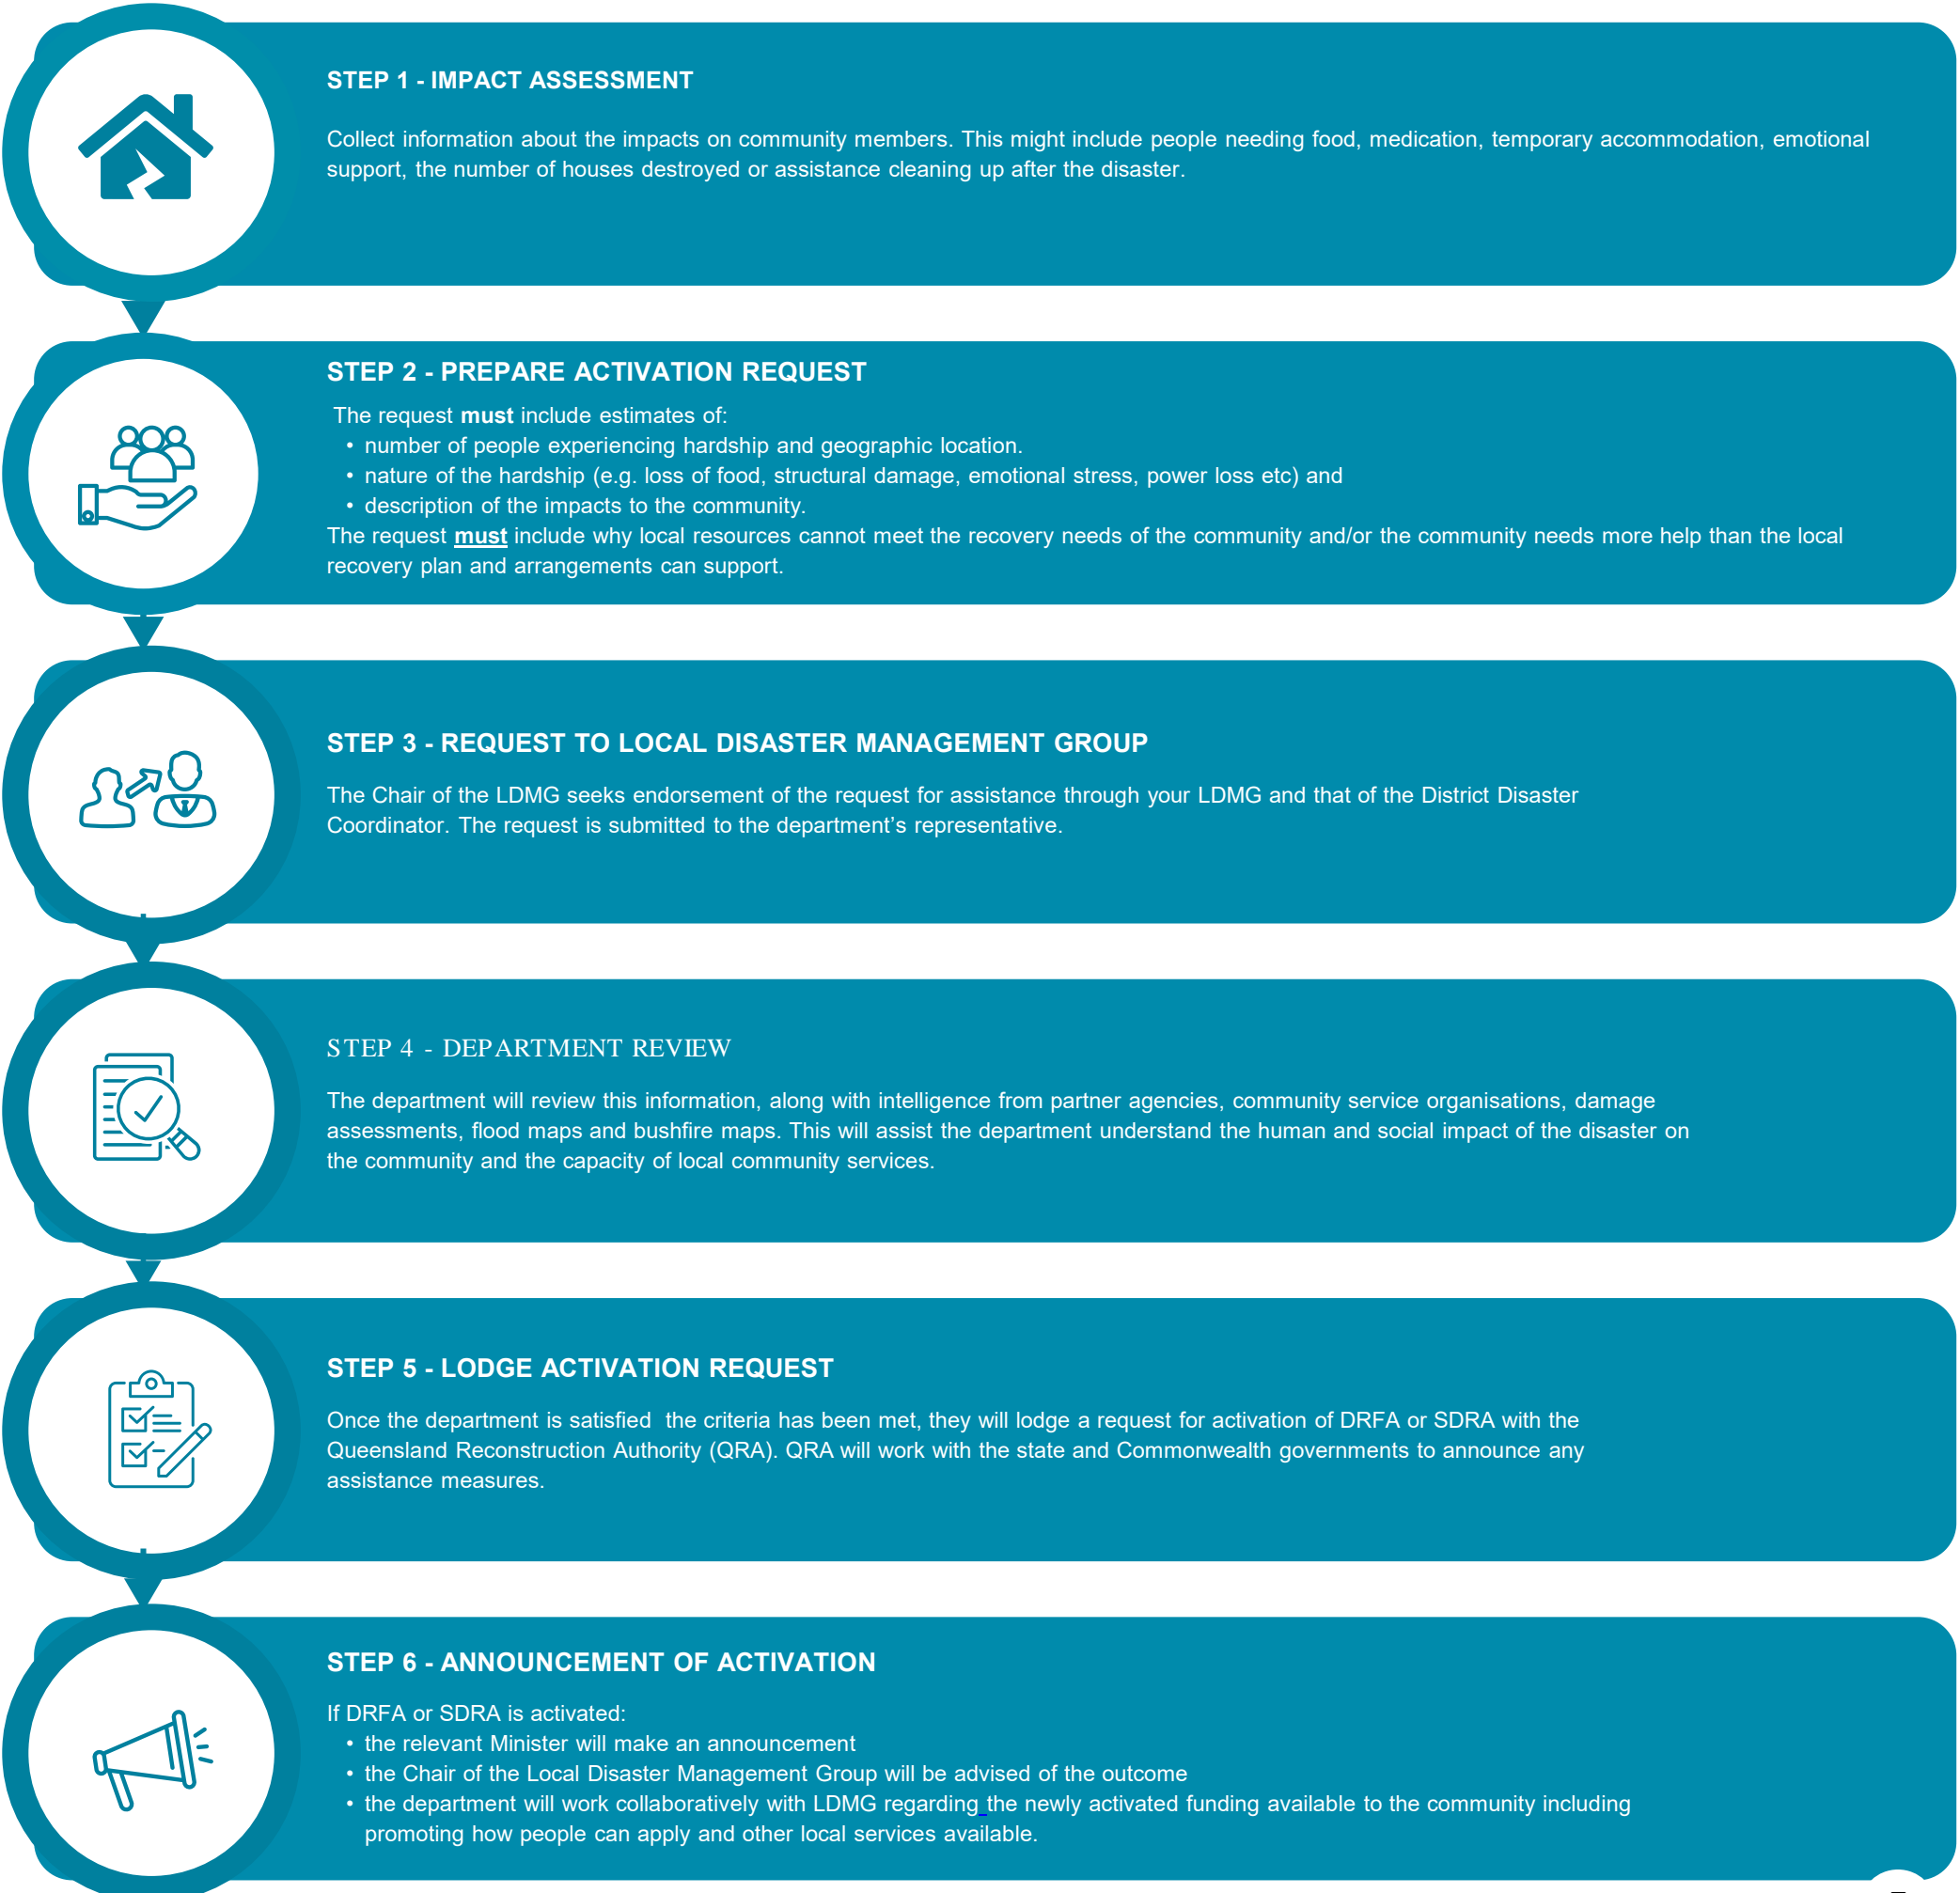 STEP 1 - IMPACT ASSESSMENT
Collect information about the impacts on community members. This might include people needing food, medication, temporary accommodation, emotional
support, the number of houses destroyed or assistance cleaning up after the disaster.
STEP 2 - PREPARE ACTIVATION REQUEST
The request must include estimates of:
• number of people experiencing hardship and geographic location.
• nature of the hardship (e.g. loss of food, structural damage, emotional stress, power loss etc) and
• description of the impacts to the community.
The request must include why local resources cannot meet the recovery needs of the community and/or the community needs more help than the local
recovery plan and arrangements can support.
STEP 3 - REQUEST TO LOCAL DISASTER MANAGEMENT GROUP
The Chair of the LDMG seeks endorsement of the request for assistance through your LDMG and that of the District Disaster
Coordinator. The request is submitted to the department’s representative.
STEP 4 - DEPARTMENT REVIEW
The department will review this information, along with intelligence from partner agencies, community service organisations, damage
assessments, flood maps and bushfire maps. This will assist the department understand the human and social impact of the disaster on
the community and the capacity of local community services.
STEP 5 - LODGE ACTIVATION REQUEST
Once the department is satisfied  the criteria has been met, they will lodge a request for activation of DRFA or SDRA with the
Queensland Reconstruction Authority (QRA). QRA will work with the state and Commonwealth governments to announce any
assistance measures.
STEP 6 - ANNOUNCEMENT OF ACTIVATION
If DRFA or SDRA is activated:
• the relevant Minister will make an announcement
• the Chair of the Local Disaster Management Group will be advised of the outcome
• the department will work collaboratively with LDMG regarding the newly activated funding available to the community including
promoting how people can apply and other local services available.